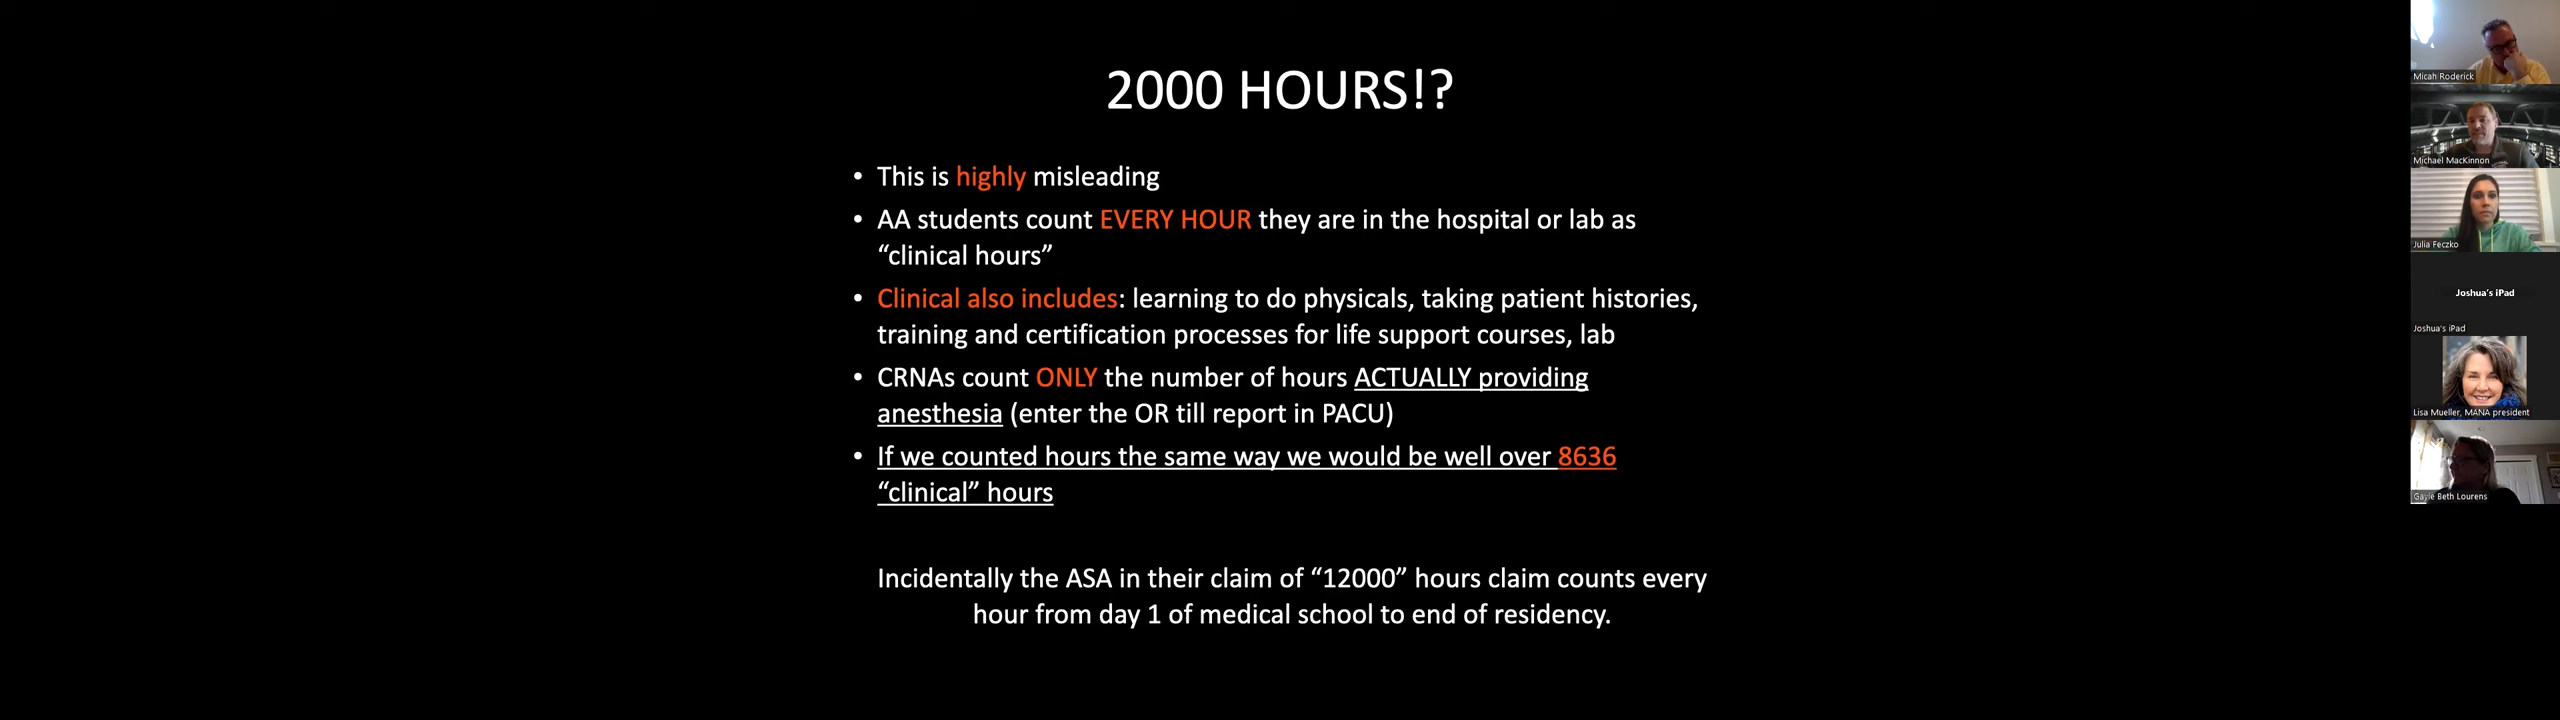 2000 HOURS!?
• This is highly misleading
• AA students count EVERY HOUR they are in the hospital or lab as
“clinical hours”
• Clinical also includes: learning to do physicals, taking patient histories,
training and certification processes for life support courses, lab
• CRNAs count ONLY the number of hours ACTUALLY providing
anesthesia (enter the OR till report in PACU)
• If we counted hours the same way we would be well over 8636
“clinical” hours
Incidentally the ASA in their claim of “12000” hours claim counts every
hour from day 1 of medical school to end of residency.
Micah Roderick
Michael MacKinnon
Julia Feczko
Joshua's iPad
Joshua's iPad
Lisa Mueller, MANA president
Gayle Beth Lourens